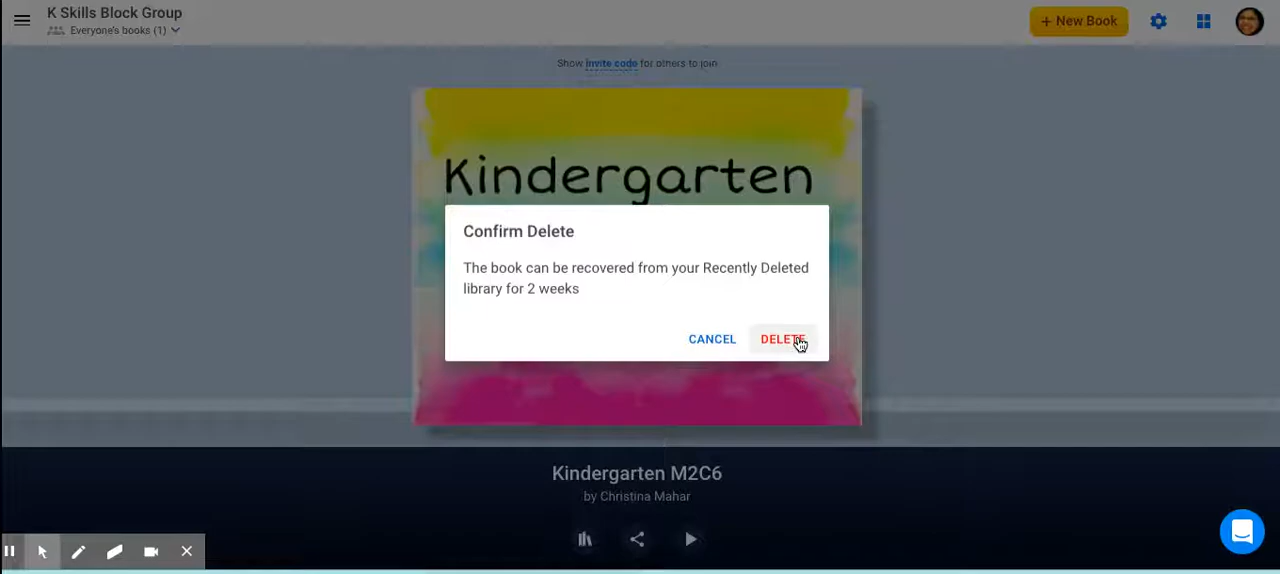 K Skills Block Group
Everyone's books (1)
+ New Book
Show invite code for others to join
Kindergarten
Confirm Delete
The book can be recovered from your Recently Deleted
library for 2 weeks
CANCEL
DELETE
Kindergarten M2C6
by Christina Mahar